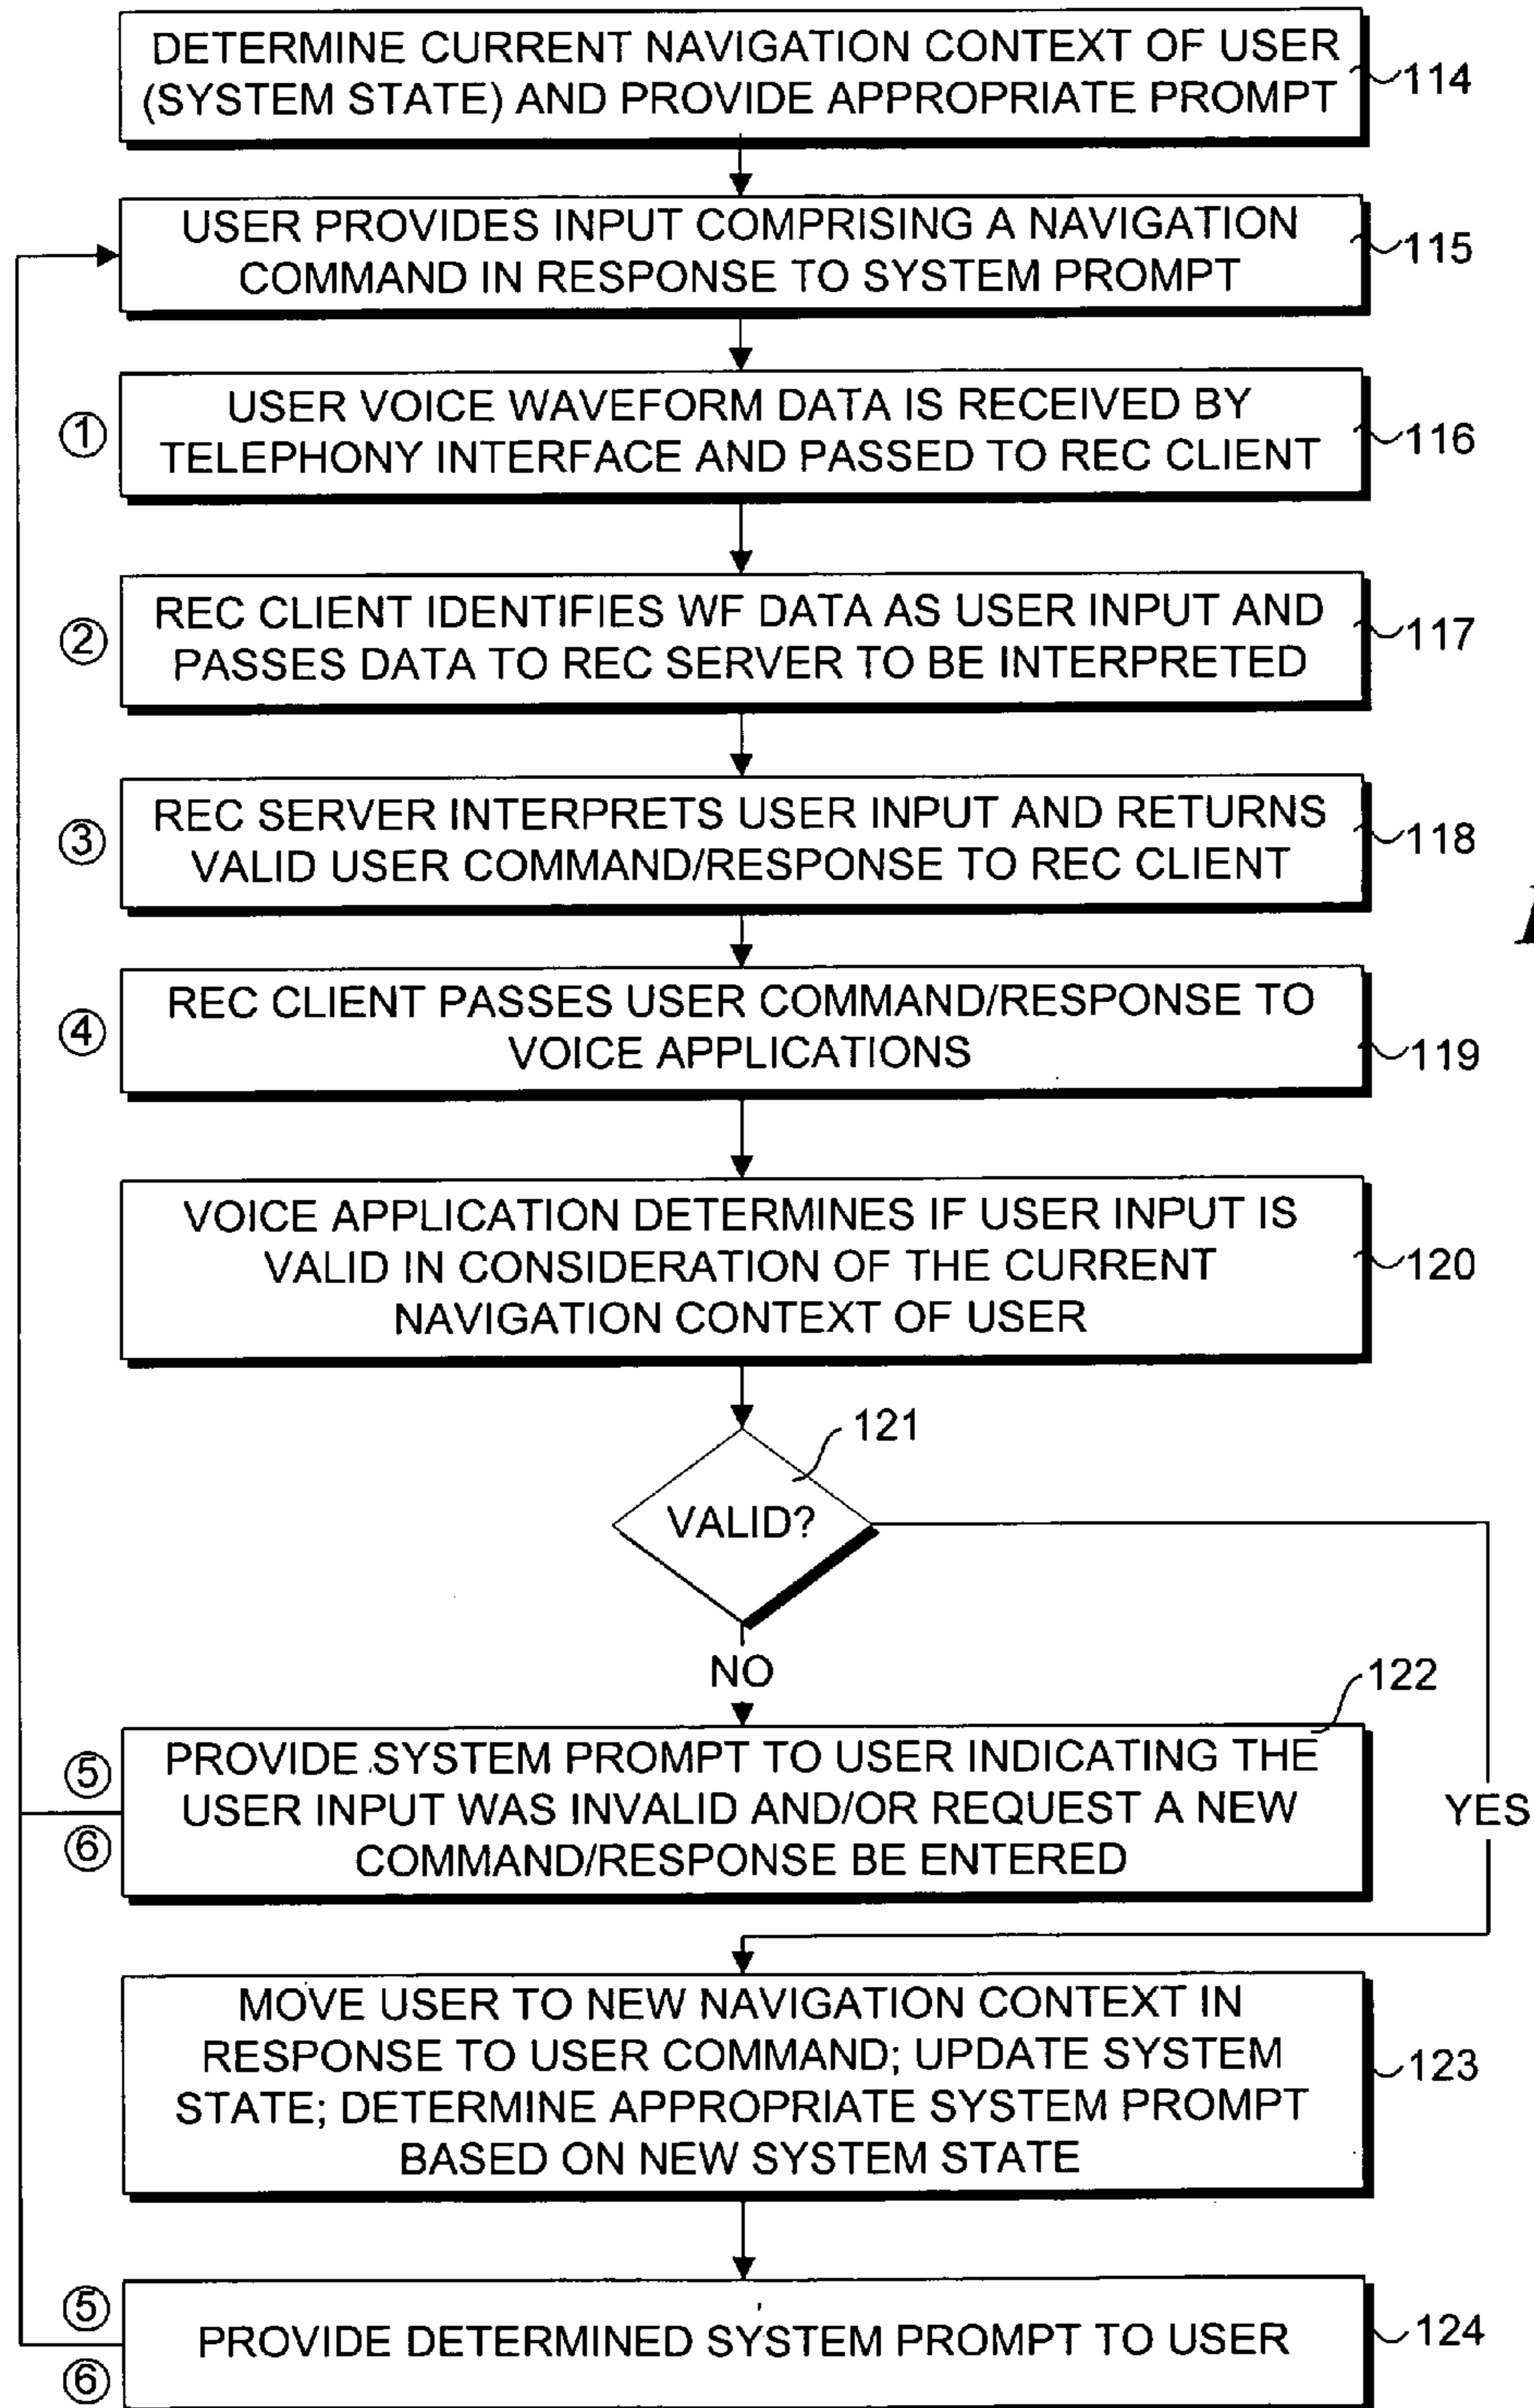 DETERMINE CURRENT NAVIGATION CONTEXT OF USER
(SYSTEM STATE) AND PROVIDE APPROPRIATE PROMPT
114
USER PROVIDES INPUT COMPRISING A NAVIGATION
COMMAND IN RESPONSE TO SYSTEM PROMPT
115
①
USER VOICE WAVEFORM DATA IS RECEIVED BY
TELEPHONY INTERFACE AND PASSED TO REC CLIENT
116
②
REC CLIENT IDENTIFIES WF DATA AS USER INPUT AND
PASSES DATA TO REC SERVER TO BE INTERPRETED
117
③
REC SERVER INTERPRETS USER INPUT AND RETURNS
VALID USER COMMAND/RESPONSE TO REC CLIENT
118
④
REC CLIENT PASSES USER COMMAND/RESPONSE TO
VOICE APPLICATIONS
119
VOICE APPLICATION DETERMINES IF USER INPUT IS
VALID IN CONSIDERATION OF THE CURRENT
NAVIGATION CONTEXT OF USER
120
121
VALID?
NO
122
⑤
PROVIDE SYSTEM PROMPT TO USER INDICATING THE
USER INPUT WAS INVALID AND/OR REQUEST A NEW
COMMAND/RESPONSE BE ENTERED
⑥
YES
MOVE USER TO NEW NAVIGATION CONTEXT IN
RESPONSE TO USER COMMAND; UPDATE SYSTEM
STATE; DETERMINE APPROPRIATE SYSTEM PROMPT
BASED ON NEW SYSTEM STATE
123
⑤
PROVIDE DETERMINED SYSTEM PROMPT TO USER
124
⑥